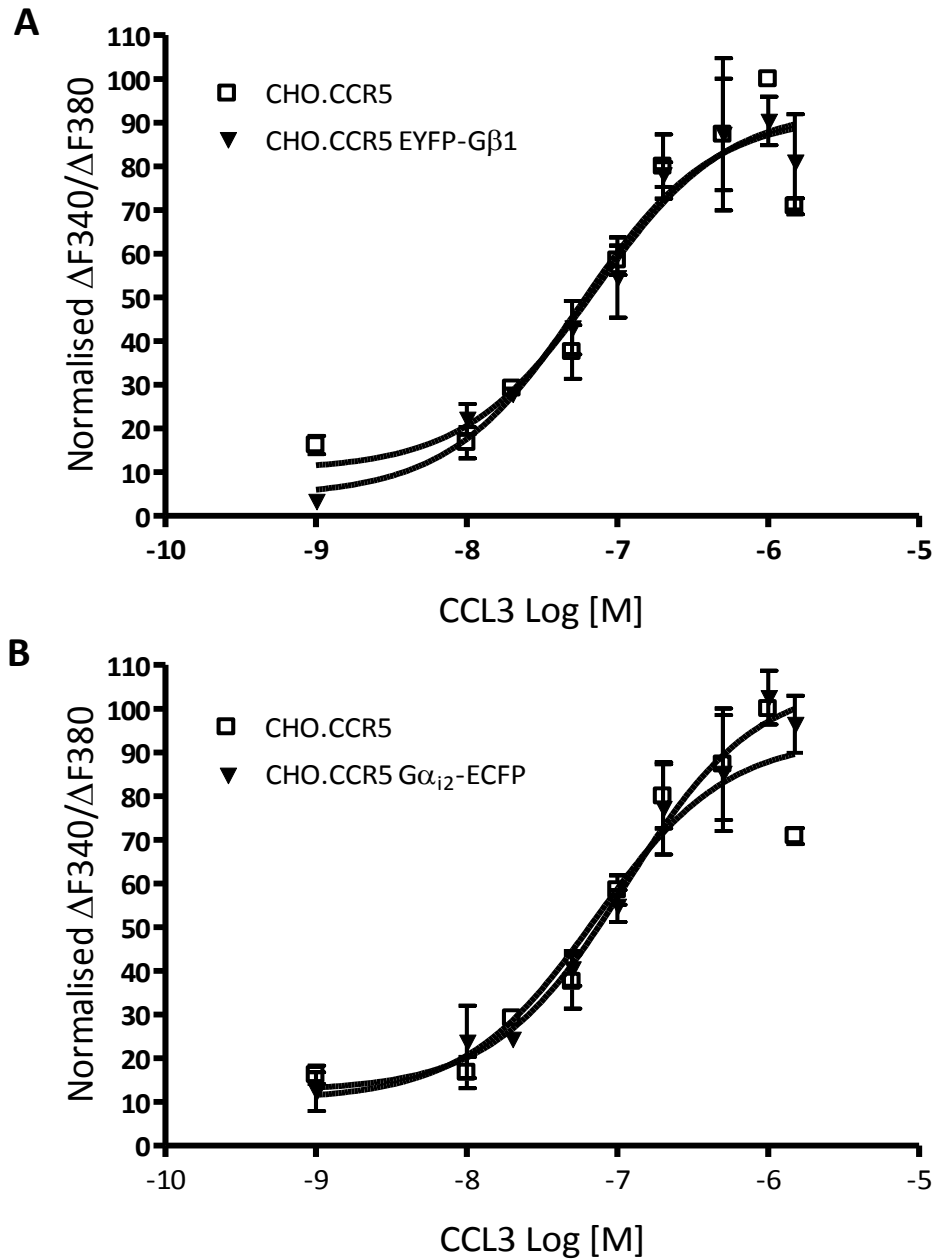 A
Normalised ΔF340/ΔF380
110
100
90
80
70
60
50
40
30
20
10
0
CHO.CCR5
CHO.CCR5 EYFP-Gβ1
-10 -9 -8 -7 -6 -5
CCL3 Log [M]
B
Normalised ΔF340/ΔF380
110
100
90
80
70
60
50
40
30
20
10
0
CHO.CCR5
CHO.CCR5 Gαi2-ECFP
-10 -9 -8 -7 -6 -5
CCL3 Log [M]